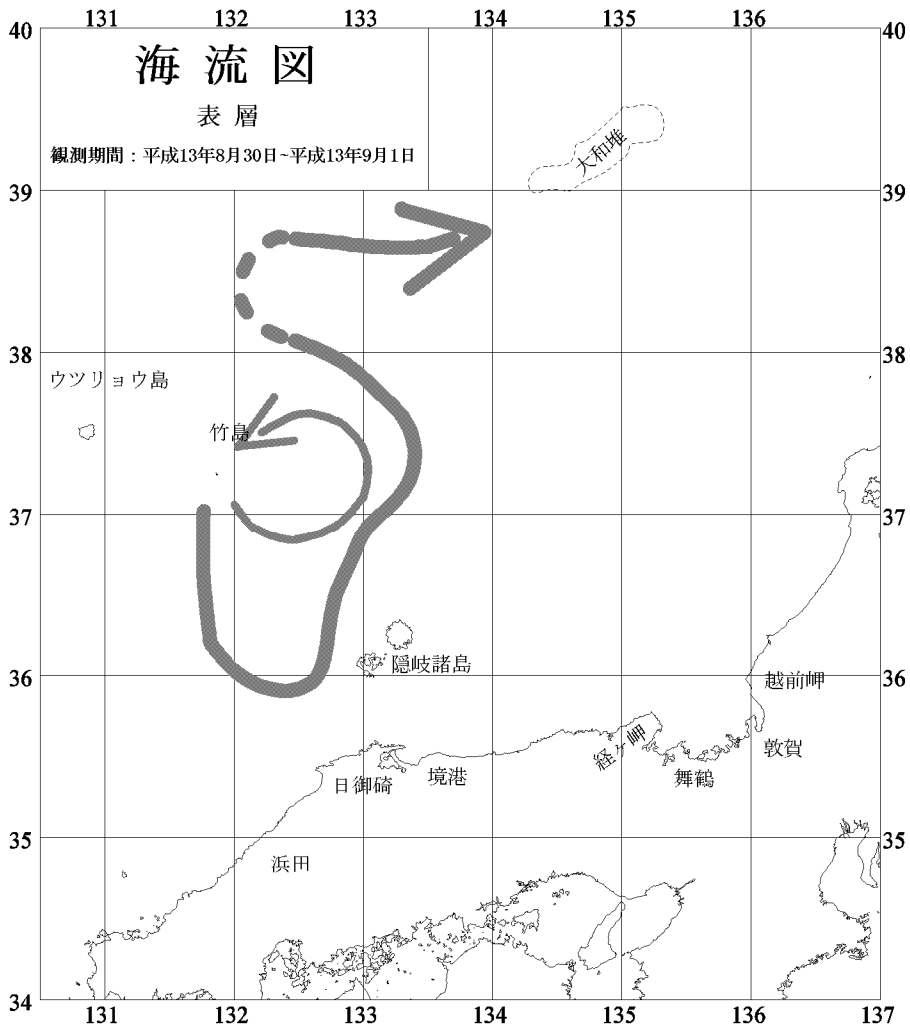 131 132 133 134 135 136
40 40
海流図
表層
観測期間：平成13年8月30日~平成13年9月1日
39 39
大和堆
38 38
ウツリョウ島
竹島
37 37
隠岐諸島
36 36
越前岬
経ヶ岬
敦賀
日御碕
境港
舞鶴
35 35
浜田
34
131 132 133 134 135 136 137